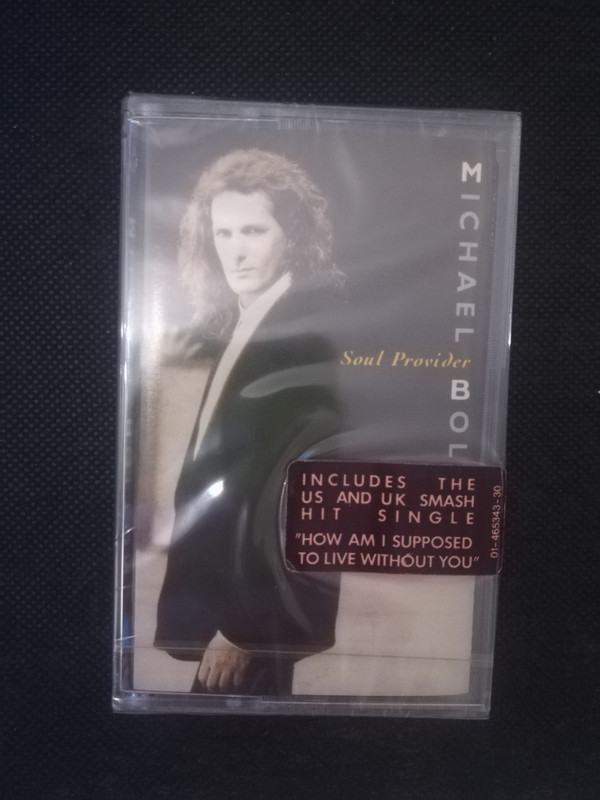 MICHAEL BOL
Soul Provider
INCLUDES THE
US AND UK SMASH
HIT SINGLE
"HOW AM I SUPPOSED
TO LIVE WITHOUT YOU"
01-465343-30